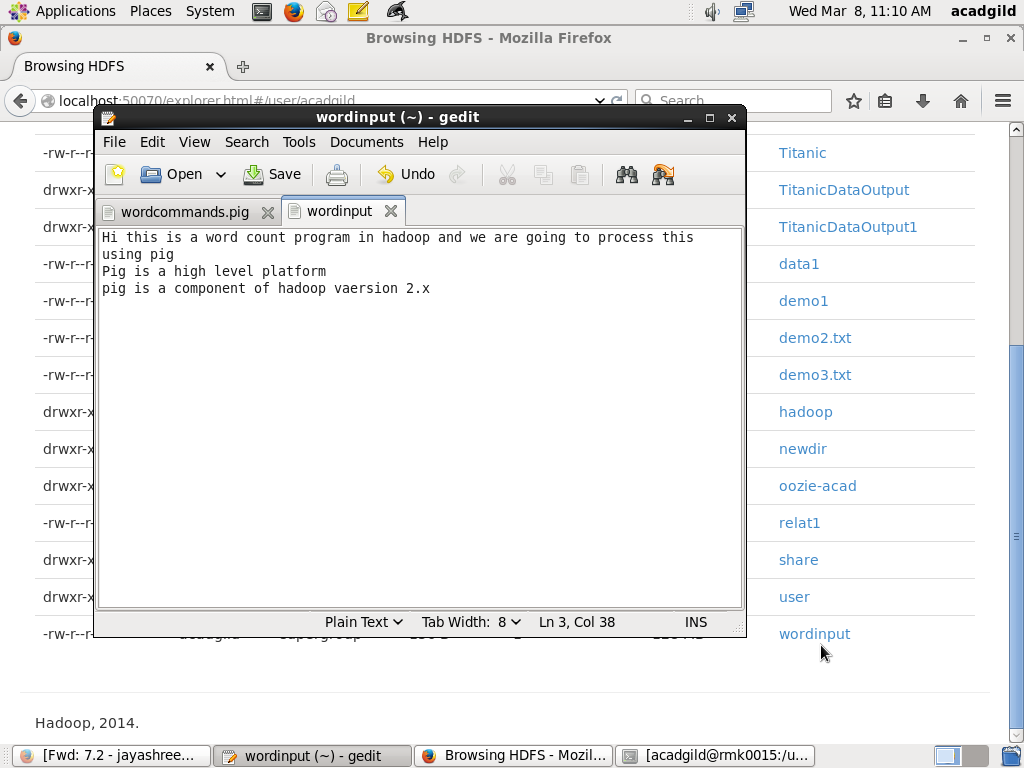 Applications Places System Wed Mar 8, 11:10 AM acadgild
Browsing HDFS - Mozilla Firefox
Browsing HDFS
localhost:50070/explorer.html#/user/acadgild Search
wordinput (~) - gedit
File Edit View Search Tools Documents Help
Open Save Undo
wordcommands.pig wordinput
Hi this is a word count program in hadoop and we are going to process this
using pig
Pig is a high level platform
pig is a component of hadoop vaersion 2.x
Plain Text Tab Width: 8 Ln 3, Col 38 INS
-rw-r--r- Titanic
drwxr-x TitanicDataOutput
drwxr-x TitanicDataOutput1
-rw-r--r- data1
-rw-r--r- demo1
-rw-r--r- demo2.txt
-rw-r--r- demo3.txt
drwxr-x hadoop
drwxr-x newdir
drwxr-x oozie-acad
-rw-r--r- relat1
drwxr-x share
drwxr-x user
-rw-r--r- acadgild supergroup wordinput
Hadoop, 2014.
[Fwd: 7.2 - jayashree... wordinput (~) - gedit Browsing HDFS - Mozil... [acadgild@rmk0015:/u...